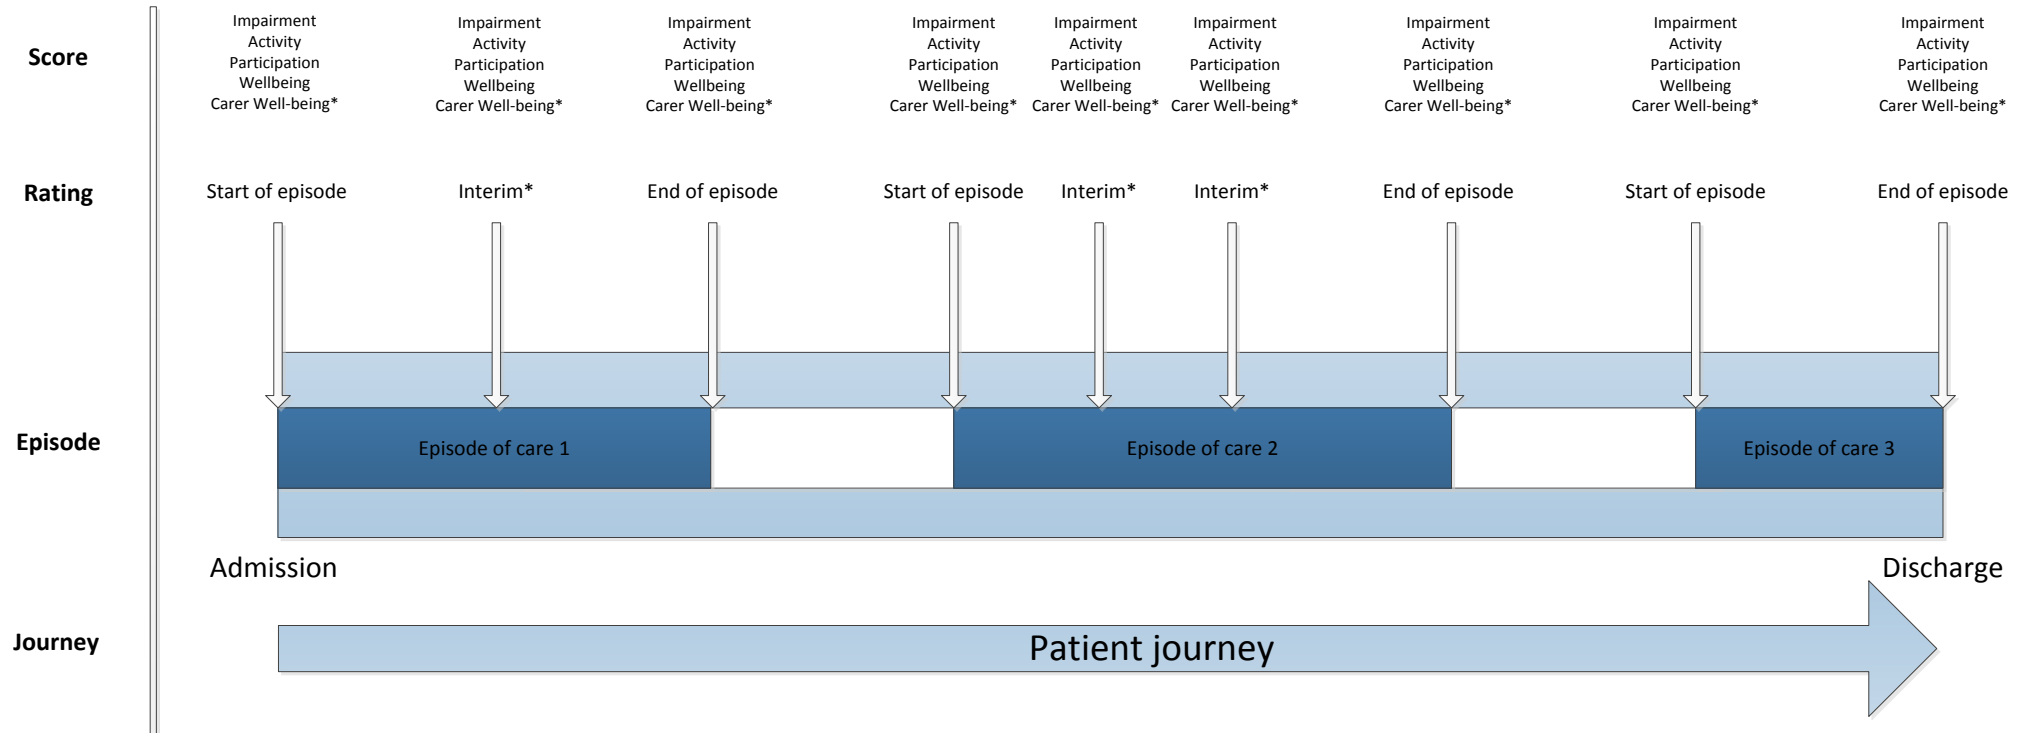 Score
Impairment
Activity
Participation
Wellbeing
Carer Well-being*
Impairment
Activity
Participation
Wellbeing
Carer Well-being*
Impairment
Activity
Participation
Wellbeing
Carer Well-being*
Impairment
Activity
Participation
Wellbeing
Carer Well-being*
Impairment
Activity
Participation
Wellbeing
Carer Well-being*
Impairment
Activity
Participation
Wellbeing
Carer Well-being*
Impairment
Activity
Participation
Wellbeing
Carer Well-being*
Impairment
Activity
Participation
Wellbeing
Carer Well-being*
Impairment
Activity
Participation
Wellbeing
Carer Well-being*
Rating
Start of episode
Interim*
End of episode
Start of episode
Interim*
Interim*
End of episode
Start of episode
End of episode
Episode
Episode of care 1
Episode of care 2
Episode of care 3
Admission
Discharge
Journey
Patient journey